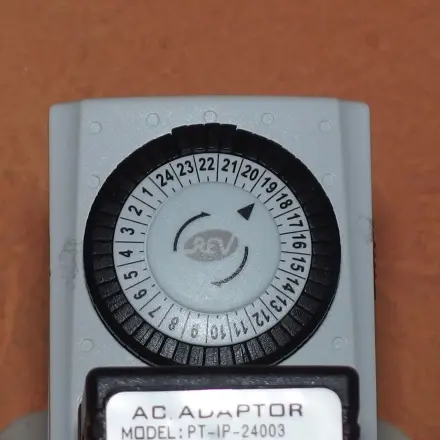 24 23 22 21 20 19 18 17 16 15 14 13 12 11 10 9 8 7 6 5 4 3 2 1
REV
AC. ADAPTOR
MODEL: PT-IP-24003